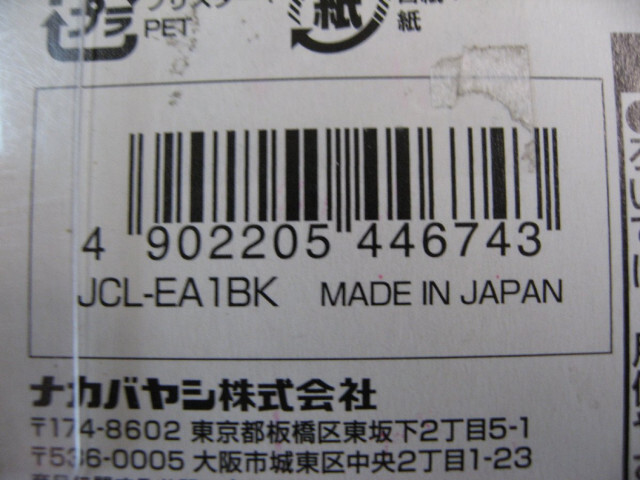 プラ
PET
紙
紙
4 902205 446743
JCL-EA1BK MADE IN JAPAN
ナカバヤシ株式会社
〒174-8602 東京都板橋区東坂下2丁目5-1
〒536-0005 大阪市城東区中央2丁目1-23